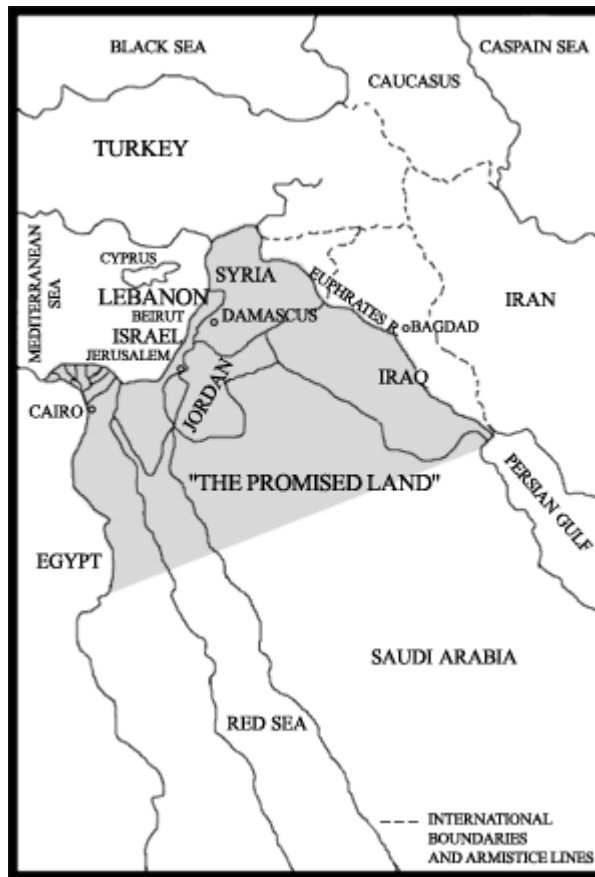 BLACK SEA
CASPAIN SEA
CAUCASUS
TURKEY
MEDITERRANEAN
SEA
CYPRUS
SYRIA
LEBANON
BEIRUT
DAMASCUS
EUPHRATES R
BAGDAD
IRAN
ISRAEL
JERUSALEM
CAIRO
JORDAN
IRAQ
"THE PROMISED LAND"
PERSIAN GULF
EGYPT
SAUDI ARABIA
RED SEA
INTERNATIONAL
BOUNDARIES
AND ARMISTICE LINES